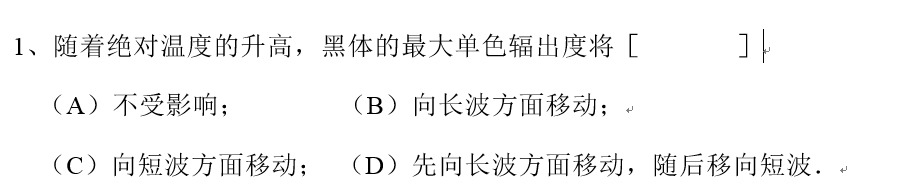 1、随着绝对温度的升高，黑体的最大单色辐出度将［　　　］
（A）不受影响；　　　（B）向长波方面移动；
（C）向短波方面移动；　（D）先向长波方面移动，随后移向短波．